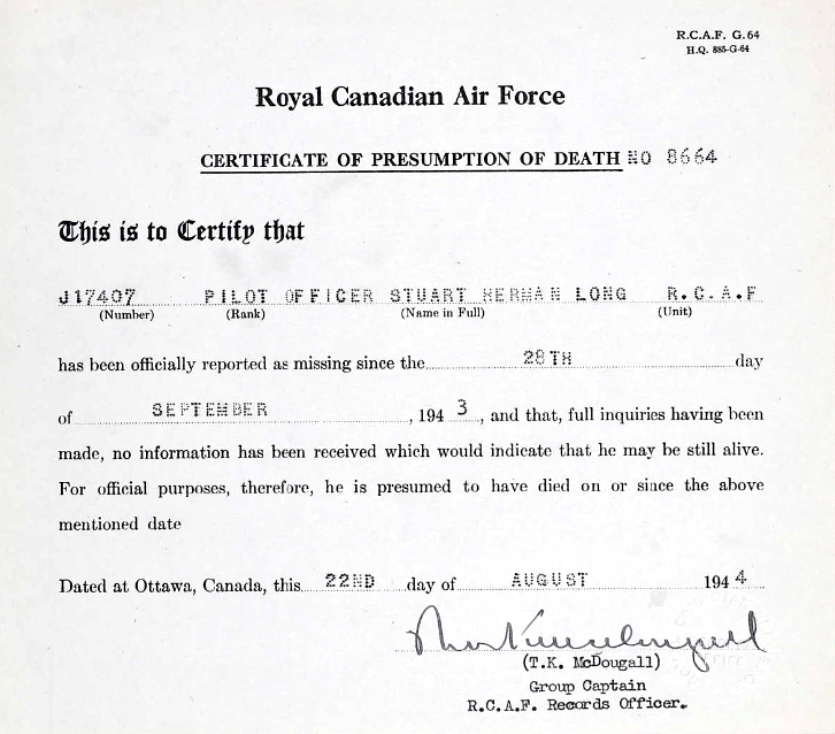 R.C.A.F. G.64
H.Q. 885-G-64
Royal Canadian Air Force
CERTIFICATE OF PRESUMPTION OF DEATH NO 8664
This is to Certify that
J17407 PILOT OFFICER STUART HERMAN LONG R.C.A.F
(Number) (Rank) (Name in Full) (Unit)
has been officially reported as missing since the 28TH day
of SEPTEMBER, 194 3, and that, full inquiries having been
made, no information has been received which would indicate that he may be still alive.
For official purposes, therefore, he is presumed to have died on or since the above
mentioned date
Dated at Ottawa, Canada, this 22ND day of AUGUST 194 4
(T.K. McDougall)
Group Captain
R.C.A.F. Records Officer.